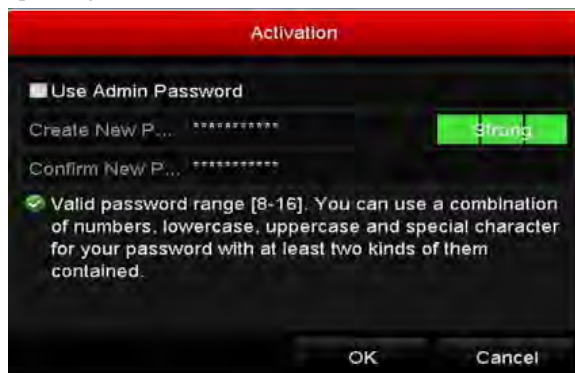 Activation
Use Admin Password
Create New P... ***********
Strong
Confirm New P... ***********
Valid password range [8-16]. You can use a combination
of numbers, lowercase, uppercase and special character
for your password with at least two kinds of them
contained.
OK
Cancel